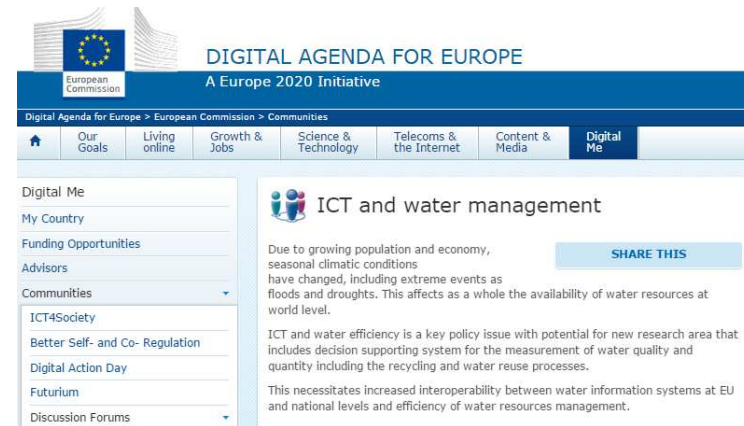 DIGITAL AGENDA FOR EUROPE
European
Commission
A Europe 2020 Initiative
Digital Agenda for Europe > European Commission > Communities
Our
Goals
Living
online
Growth &
Jobs
Science &
Technology
Telecoms &
the Internet
Content &
Media
Digital
Me
Digital Me
My Country
Funding Opportunities
Advisors
Communities
ICT4Society
Better Self- and Co- Regulation
Digital Action Day
Futurium
Discussion Forums
ICT and water management
SHARE THIS
Due to growing population and economy,
seasonal climatic conditions
have changed, including extreme events as
floods and droughts. This affects as a whole the availability of water resources at
world level.
ICT and water efficiency is a key policy issue with potential for new research area that
includes decision supporting system for the measurement of water quality and
quantity including the recycling and water reuse processes.
This necessitates increased interoperability between water information systems at EU
and national levels and efficiency of water resources management.